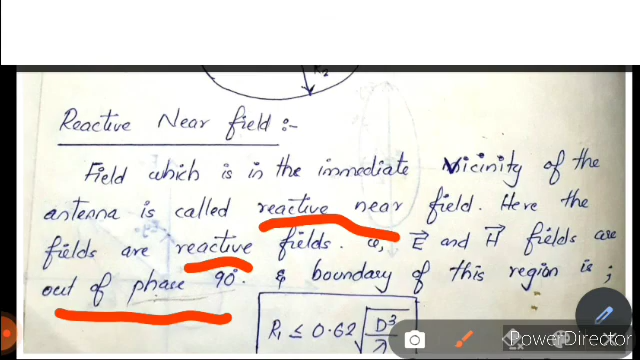 R2
Reactive Near field :-
Field which is in the immediate Vicinity of the
antenna is called reactive near field. Here the
fields are reactive fields. ie, E⃗ and H⃗ fields are
out of phase 90°. & boundary of this region is ;
R₁ ≤ 0.62 √(D³/λ)
PowerDirector